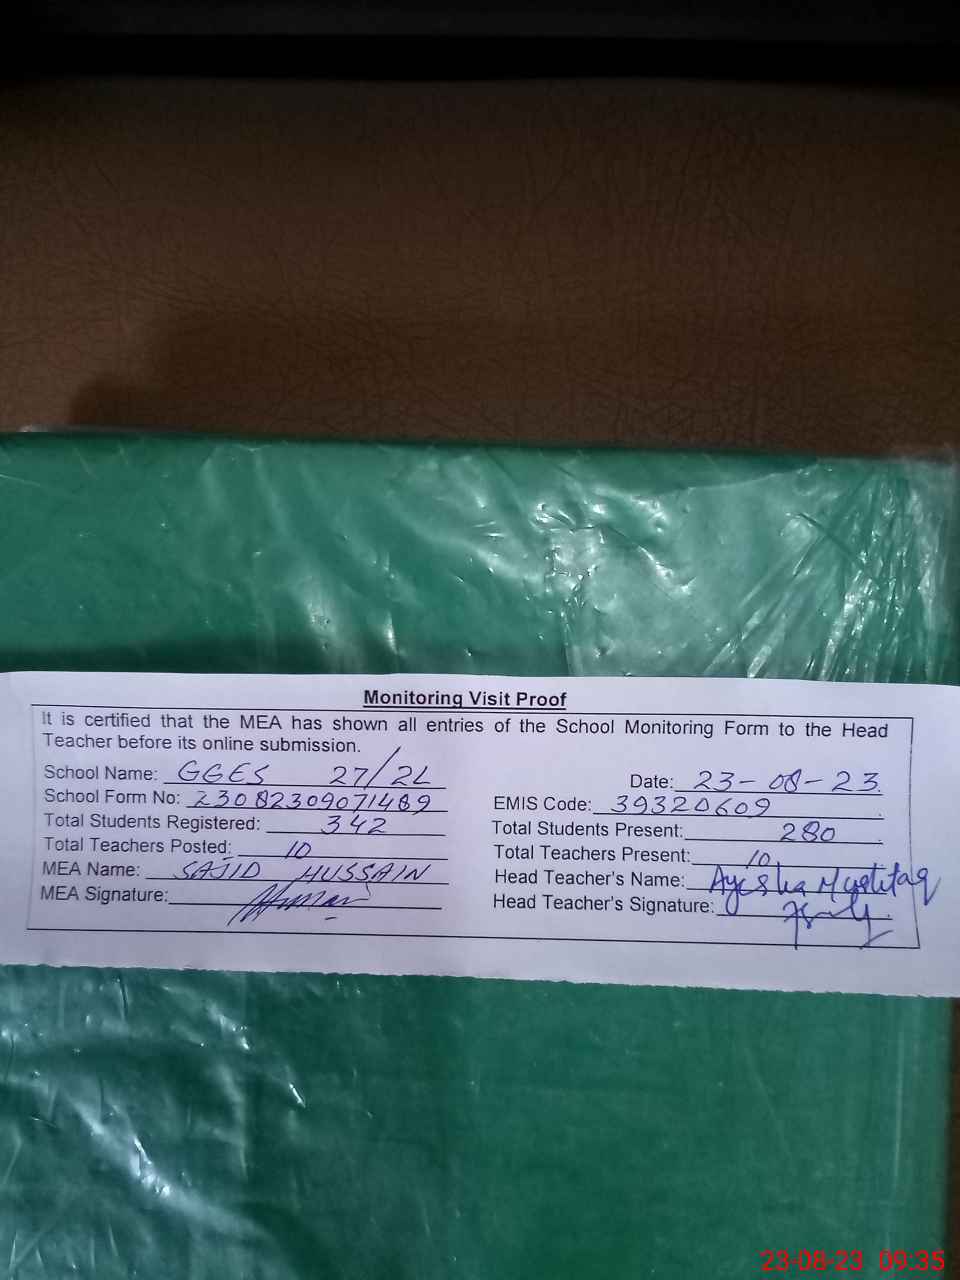 Monitoring Visit Proof
It is certified that the MEA has shown all entries of the School Monitoring Form to the Head
Teacher before its online submission.
School Name: GGES 27/2L Date: 23-08-23
School Form No: 23082309071489 EMIS Code: 39320609
Total Students Registered: 342 Total Students Present: 280
Total Teachers Posted: 10 Total Teachers Present: 10
MEA Name: SAJID HUSSAIN Head Teacher's Name: Ayesha Mushtaq
MEA Signature: Head Teacher's Signature:
23-08-23 09:35